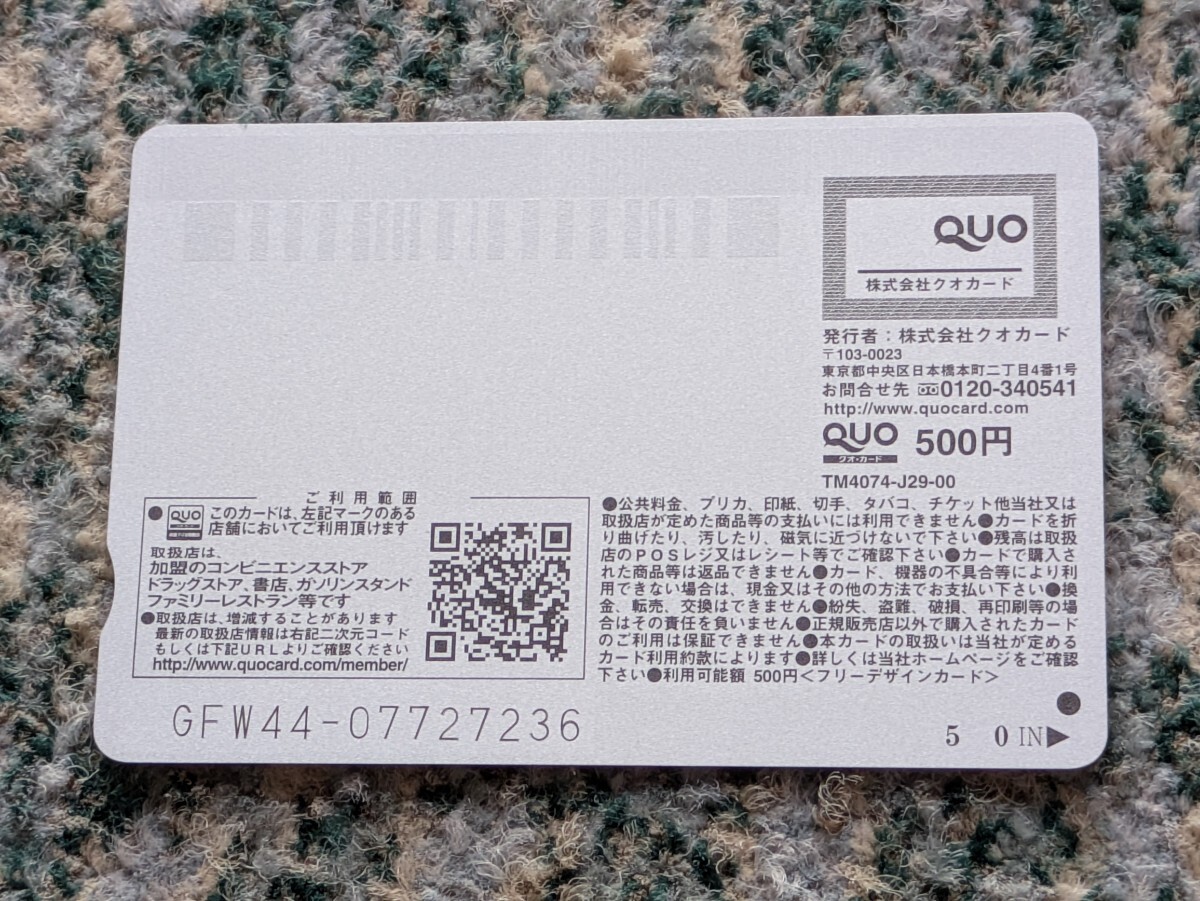 QUO
株式会社クオカード
発行者：株式会社クオカード
〒103-0023
東京都中央区日本橋本町二丁目4番1号
お問合せ先 0120-340541
http://www.quocard.com
QUO 500円
クオ・カード
TM4074-J29-00
ご利用範囲
●QUOこのカードは、左記マークのある
店舗においてご利用頂けます
取扱店は、
加盟のコンビニエンスストア
ドラッグストア、書店、ガソリンスタンド
ファミリーレストラン等です
●取扱店は、増減することがあります
最新の取扱店情報は右記二次元コード
もしくは下記URLよりご確認ください
http://www.quocard.com/member/
●公共料金、プリカ、印紙、切手、タバコ、チケット他当社又は
取扱店が定めた商品等の支払いには利用できません●カードを折
り曲げたり、汚したり、磁気に近づけないで下さい●残高は取扱
店のPOSレジ又はレシート等でご確認下さい●カードで購入さ
れた商品等は返品できません●カード、機器の不具合等により利
用できない場合は、現金又はその他の方法でお支払い下さい●換
金、転売、交換はできません●紛失、盗難、破損、再印刷等の場
合はその責任を負いません●正規販売店以外で購入されたカード
のご利用は保証できません●本カードの取扱いは当社が定める
カード利用約款によります●詳しくは当社ホームページをご確認
下さい●利用可能額 500円＜フリーデザインカード＞
GFW44-07727236
5 0 IN▶